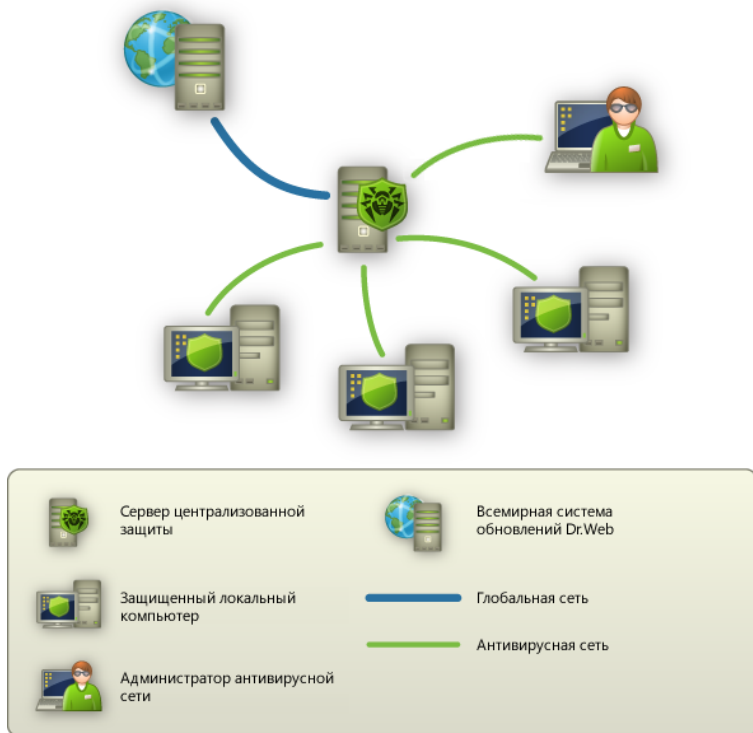 Сервер централизованной
защиты
Всемирная система
обновлений Dr.Web
Защищенный локальный
компьютер
Глобальная сеть
Антивирусная сеть
Администратор антивирусной
сети